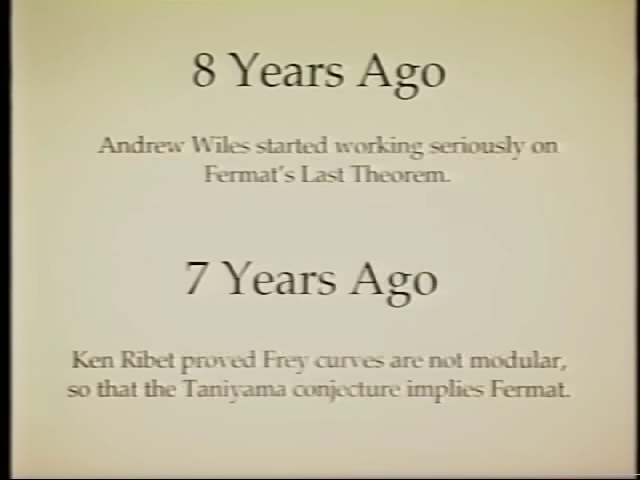 8 Years Ago
Andrew Wiles started working seriously on
Fermat's Last Theorem.
7 Years Ago
Ken Ribet proved Frey curves are not modular,
so that the Taniyama conjecture implies Fermat.